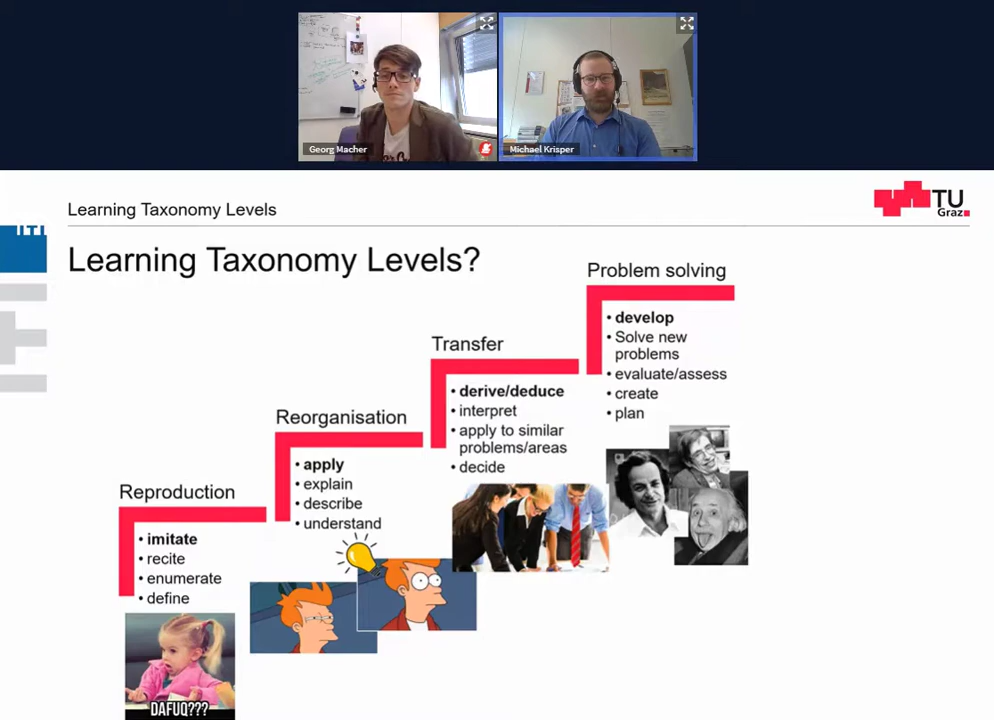 Georg Macher
Michael Krisper
Learning Taxonomy Levels
TU
Graz
ITI
Learning Taxonomy Levels?
Problem solving
• develop
• Solve new
problems
• evaluate/assess
• create
• plan
Transfer
• derive/deduce
• interpret
• apply to similar
problems/areas
• decide
Reorganisation
• apply
• explain
• describe
• understand
Reproduction
• imitate
• recite
• enumerate
• define
DAFUQ???